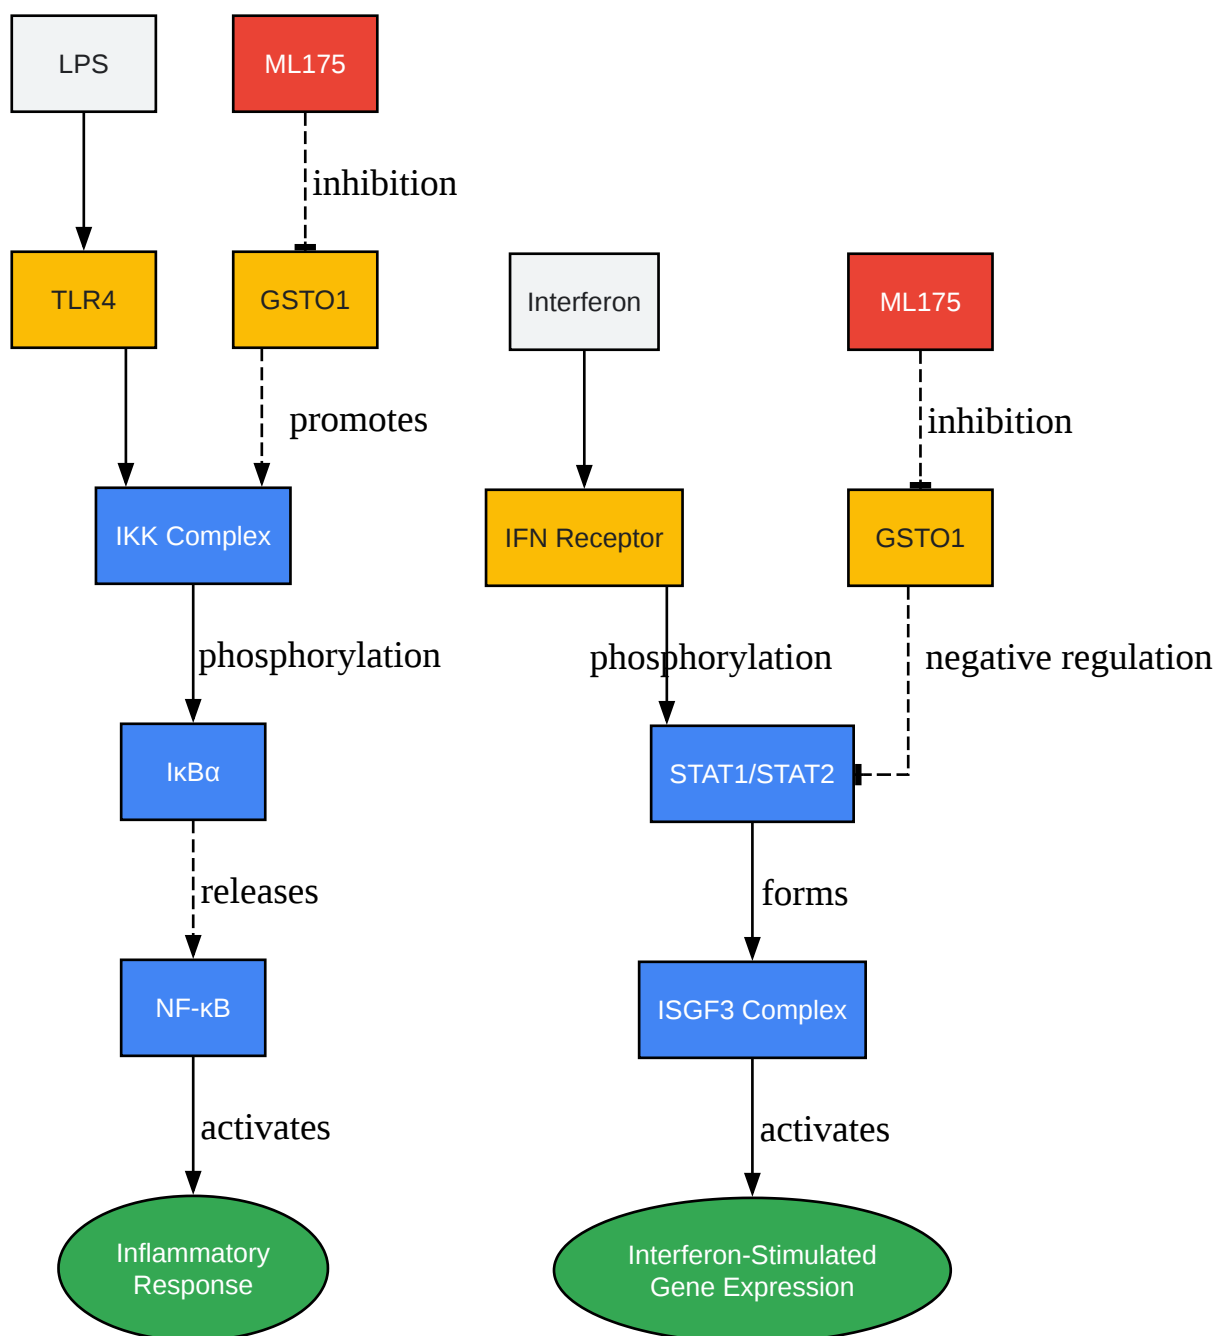 LPS
ML175
inhibition
TLR4
GSTO1
promotes
IKK Complex
phosphorylation
IκBα
releases
NF-κB
activates
Inflammatory
Response
Interferon
ML175
inhibition
IFN Receptor
GSTO1
phosphorylation
negative regulation
STAT1/STAT2
forms
ISGF3 Complex
activates
Interferon-Stimulated
Gene Expression